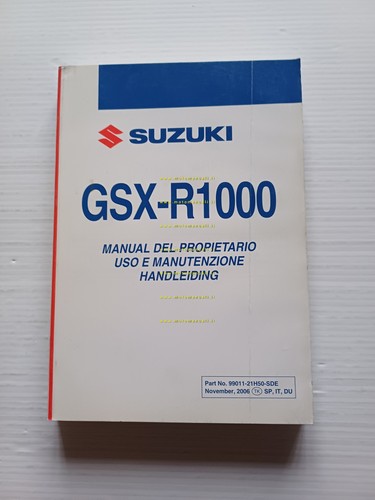 SUZUKI
GSX-R1000
MANUAL DEL PROPIETARIO
USO E MANUTENZIONE
HANDLEIDING
Part No. 99011-21H50-SDE
November, 2006 TK SP, IT, DU